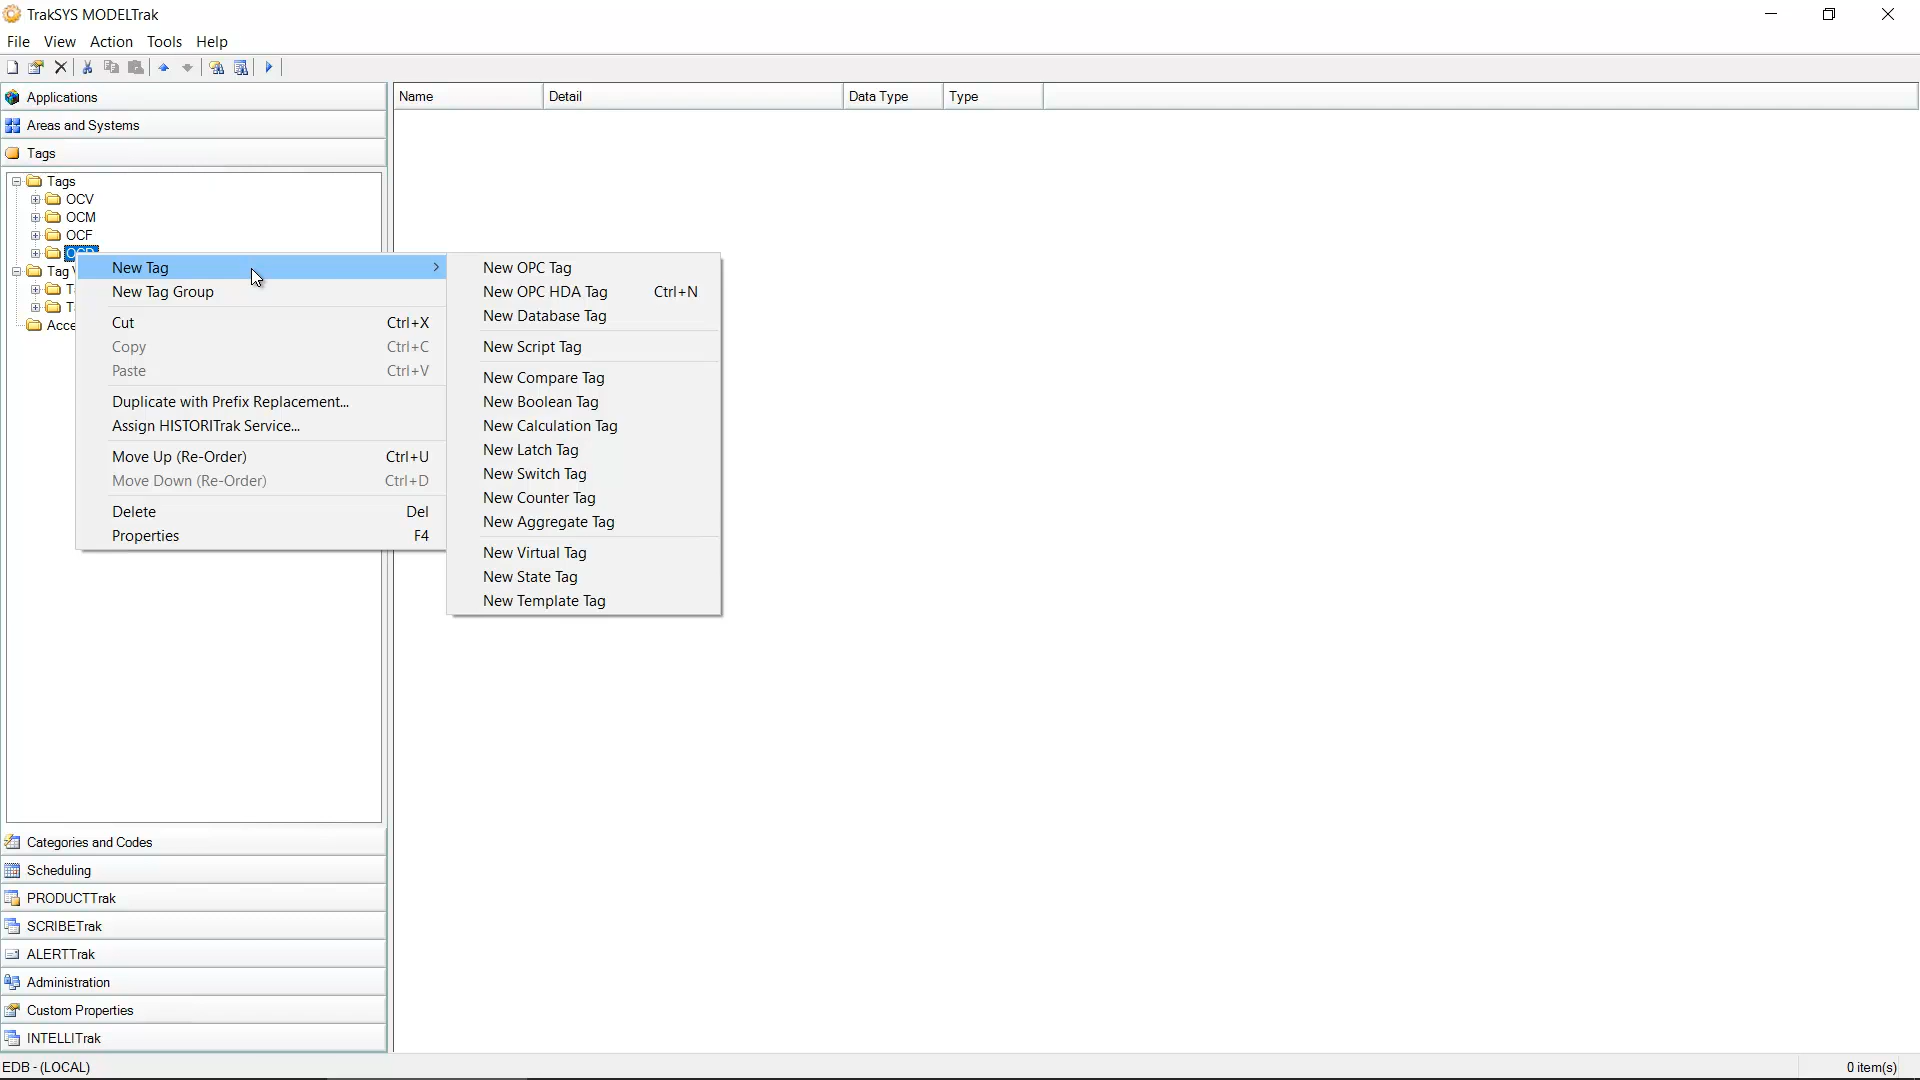 TrakSYS MODELTrak
File View Action Tools Help
Applications
Areas and Systems
Tags
Name Detail Data Type Type
Tags
OCV
OCM
OCF
Tag
New Tag
New Tag Group
Cut Ctrl+X
Copy Ctrl+C
Paste Ctrl+V
Duplicate with Prefix Replacement...
Assign HISTORITrak Service...
Move Up (Re-Order) Ctrl+U
Move Down (Re-Order) Ctrl+D
Delete Del
Properties F4
New OPC Tag
New OPC HDA Tag Ctrl+N
New Database Tag
New Script Tag
New Compare Tag
New Boolean Tag
New Calculation Tag
New Latch Tag
New Switch Tag
New Counter Tag
New Aggregate Tag
New Virtual Tag
New State Tag
New Template Tag
Categories and Codes
Scheduling
PRODUCTTrak
SCRIBETrak
ALERTTrak
Administration
Custom Properties
INTELLITrak
EDB - (LOCAL) 0 item(s)